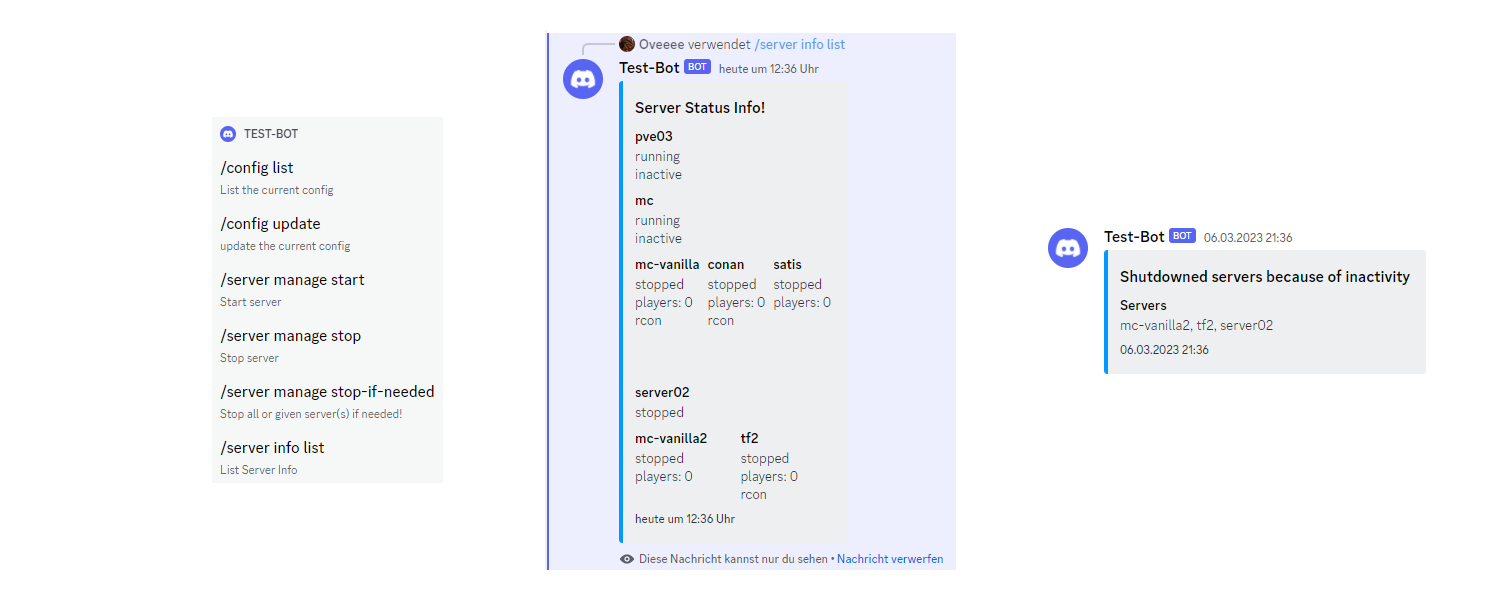 TEST-BOT
/config list
List the current config
/config update
update the current config
/server manage start
Start server
/server manage stop
Stop server
/server manage stop-if-needed
Stop all or given server(s) if needed!
/server info list
List Server Info
Oveeee verwendet /server info list
Test-Bot BOT heute um 12:36 Uhr
Server Status Info!
pve03
running
inactive
mc
running
inactive
mc-vanilla conan satis
stopped stopped stopped
players: 0 players: 0 players: 0
rcon rcon
server02
stopped
mc-vanilla2 tf2
stopped stopped
players: 0 players: 0
rcon
heute um 12:36 Uhr
Diese Nachricht kannst nur du sehen • Nachricht verwerfen
Test-Bot BOT 06.03.2023 21:36
Shutdowned servers because of inactivity
Servers
mc-vanilla2, tf2, server02
06.03.2023 21:36